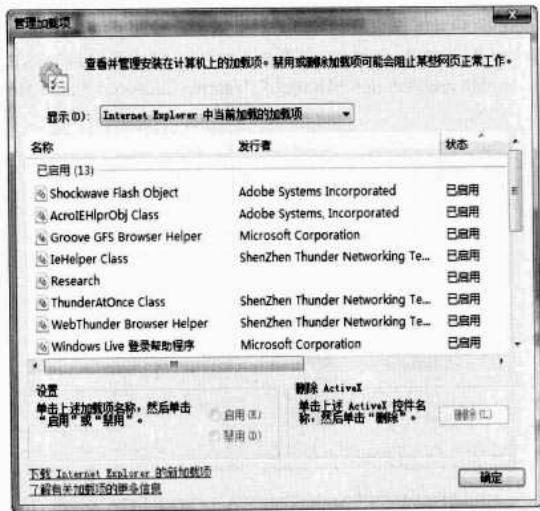 管理加载项
查看并管理安装在计算机上的加载项。禁用或删除加载项可能会阻止某些网页正常工作。
显示(D): Internet Explorer 中当前加载的加载项
名称 发行者 状态
已启用 (13)
Shockwave Flash Object Adobe Systems Incorporated 已启用
AcroIEHlprObj Class Adobe Systems, Incorporated 已启用
Groove GFS Browser Helper Microsoft Corporation 已启用
IeHelper Class ShenZhen Thunder Networking Te... 已启用
Research 已启用
ThunderAtOnce Class ShenZhen Thunder Networking Te... 已启用
WebThunder Browser Helper ShenZhen Thunder Networking Te... 已启用
Windows Live 登录帮助程序 Microsoft Corporation 已启用
设置
单击上述加载项名称，然后单击
“启用”或“禁用”。
启用(E)
禁用(D)
删除 ActiveX
单击上述 ActiveX 控件名
称，然后单击“删除”。
删除(L)
下载 Internet Explorer 的新加载项
了解有关加载项的更多信息
确定